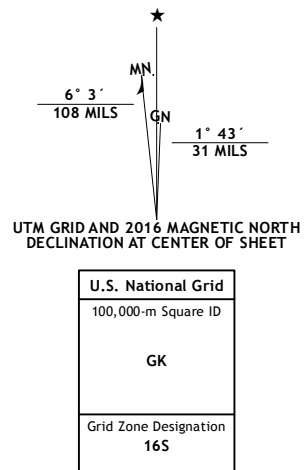 MN.
6° 3´
108 MILS
GN
1° 43´
31 MILS
UTM GRID AND 2016 MAGNETIC NORTH
DECLINATION AT CENTER OF SHEET
U.S. National Grid
100,000-m Square ID
GK
Grid Zone Designation
16S